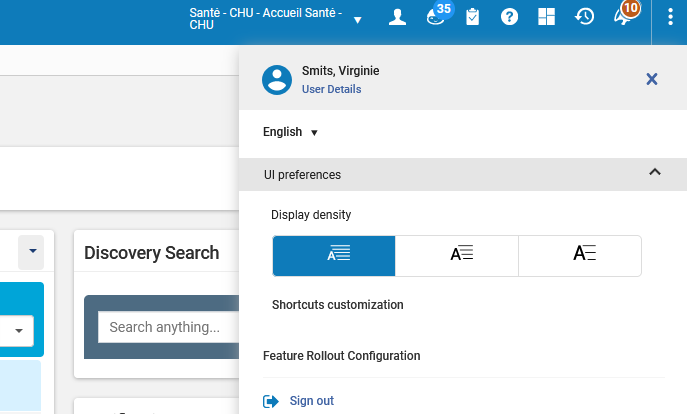 Santé - CHU - Accueil Santé -
CHU
35
10
Smits, Virginie
User Details
English
UI preferences
Display density
A
A
A
Shortcuts customization
Discovery Search
Search anything...
Feature Rollout Configuration
Sign out